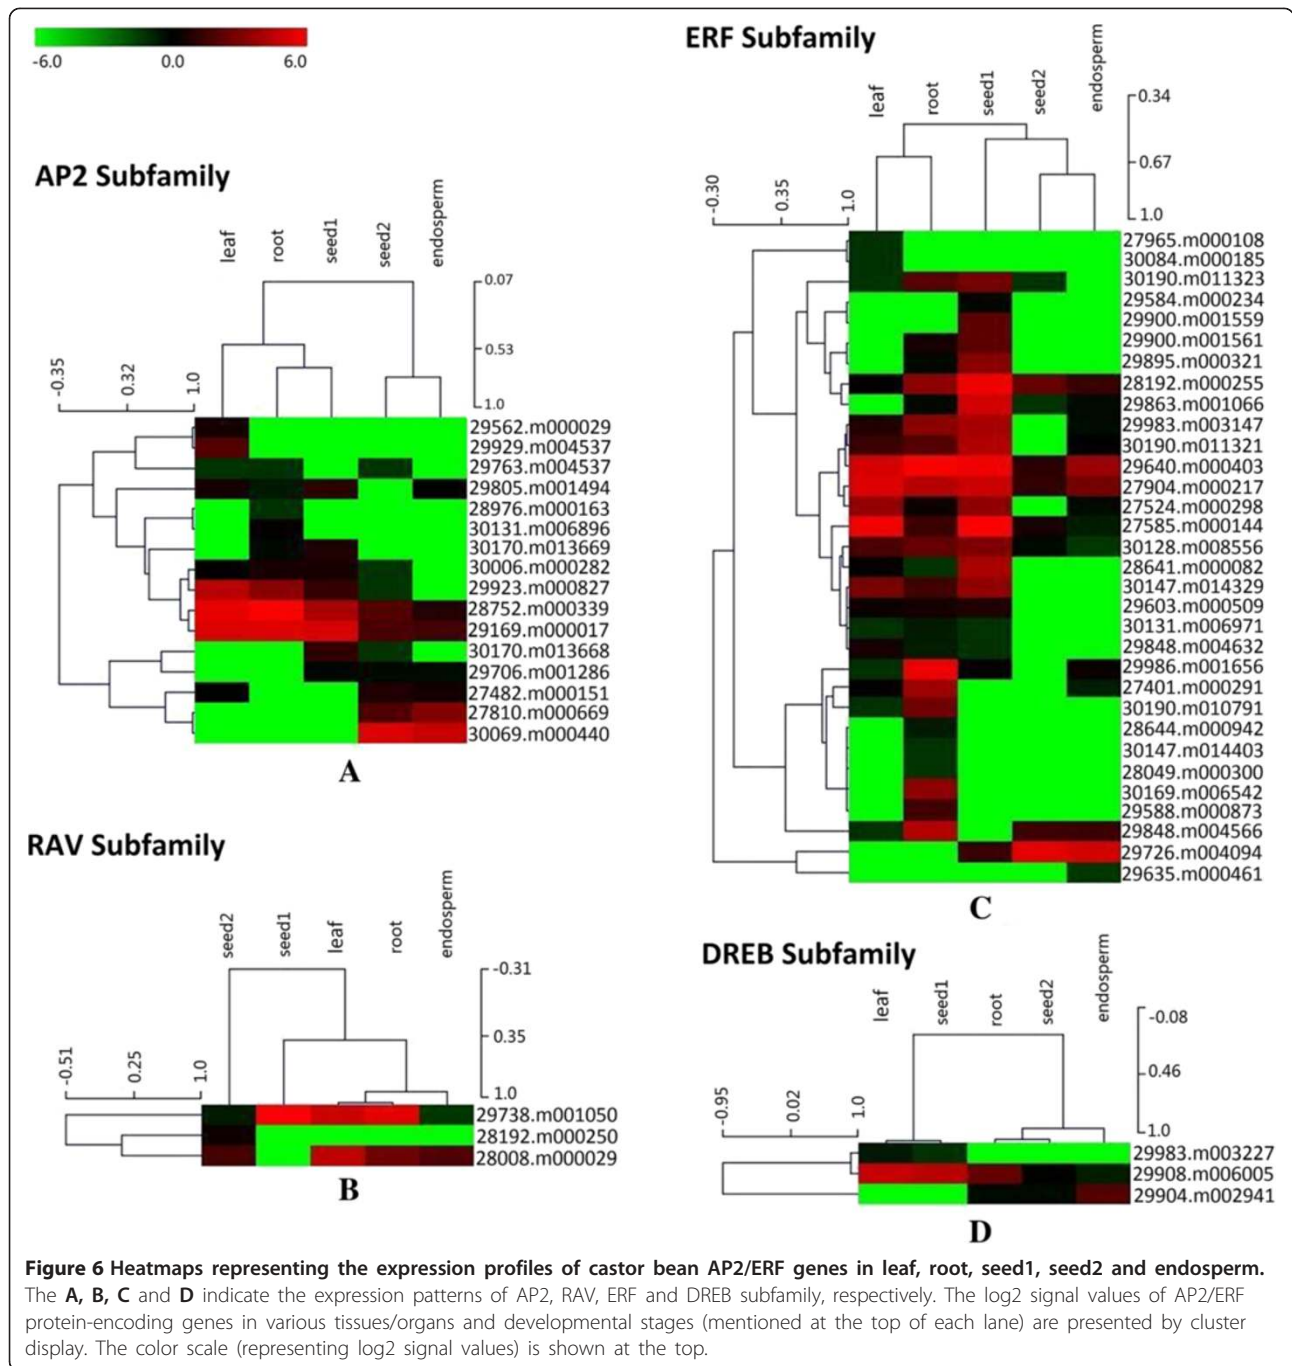 -6.0 0.0 6.0
AP2 Subfamily
leaf root seed1 seed2 endosperm
0.07
0.53
1.0
-0.35 0.32 1.0
29562.m000029
29929.m004537
29763.m004537
29805.m001494
28976.m000163
30131.m006896
30170.m013669
30006.m000282
29923.m000827
28752.m000339
29169.m000017
30170.m013668
29706.m001286
27482.m000151
27810.m000669
30069.m000440
A
RAV Subfamily
seed2 seed1 leaf root endosperm
-0.31
0.35
1.0
-0.51 0.25 1.0
29738.m001050
28192.m000250
28008.m000029
B
ERF Subfamily
leaf root seed1 seed2 endosperm
0.34
0.67
1.0
-0.30 0.35 1.0
27965.m000108
30084.m000185
30190.m011323
29584.m000234
29900.m001559
29900.m001561
29895.m000321
28192.m000255
29863.m001066
29983.m003147
30190.m011321
29640.m000403
27904.m000217
27524.m000298
27585.m000144
30128.m008556
28641.m000082
30147.m014329
29603.m000509
30131.m006971
29848.m004632
29986.m001656
27401.m000291
30190.m010791
28644.m000942
30147.m014403
28049.m000300
30169.m006542
29588.m000873
29848.m004566
29726.m004094
29635.m000461
C
DREB Subfamily
leaf seed1 root seed2 endosperm
-0.08
0.46
1.0
-0.95 0.02 1.0
29983.m003227
29908.m006005
29904.m002941
D
Figure 6 Heatmaps representing the expression profiles of castor bean AP2/ERF genes in leaf, root, seed1, seed2 and endosperm.
The A, B, C and D indicate the expression patterns of AP2, RAV, ERF and DREB subfamily, respectively. The log2 signal values of AP2/ERF
protein-encoding genes in various tissues/organs and developmental stages (mentioned at the top of each lane) are presented by cluster
display. The color scale (representing log2 signal values) is shown at the top.